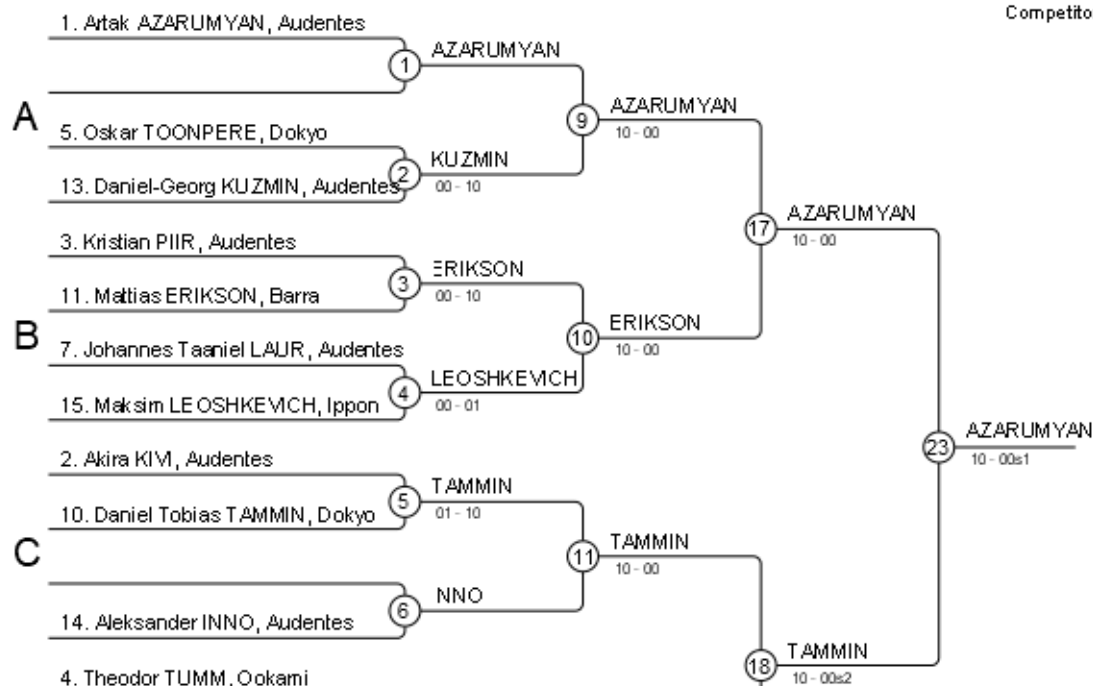 Competito
1. Artak AZARUMYAN, Audentes
AZARUMYAN
1
A
AZARUMYAN
9
10 - 00
5. Oskar TOONPERE, Dokyo
KUZMIN
2
00 - 10
13. Daniel-Georg KUZMIN, Audentes
AZARUMYAN
17
10 - 00
3. Kristian PIIR, Audentes
ERIKSON
3
00 - 10
11. Mattias ERIKSON, Barra
B
ERIKSON
10
10 - 00
7. Johannes Taaniel LAUR, Audentes
LEOSHKEVICH
4
00 - 01
15. Maksim LEOSHKEVICH, Ippon
AZARUMYAN
23
10 - 00s1
2. Akira KIVI, Audentes
TAMMIN
5
01 - 10
10. Daniel Tobias TAMMIN, Dokyo
C
TAMMIN
11
10 - 00
NNO
6
14. Aleksander INNO, Audentes
TAMMIN
18
10 - 00s2
4. Theodor TUMM, Ookami